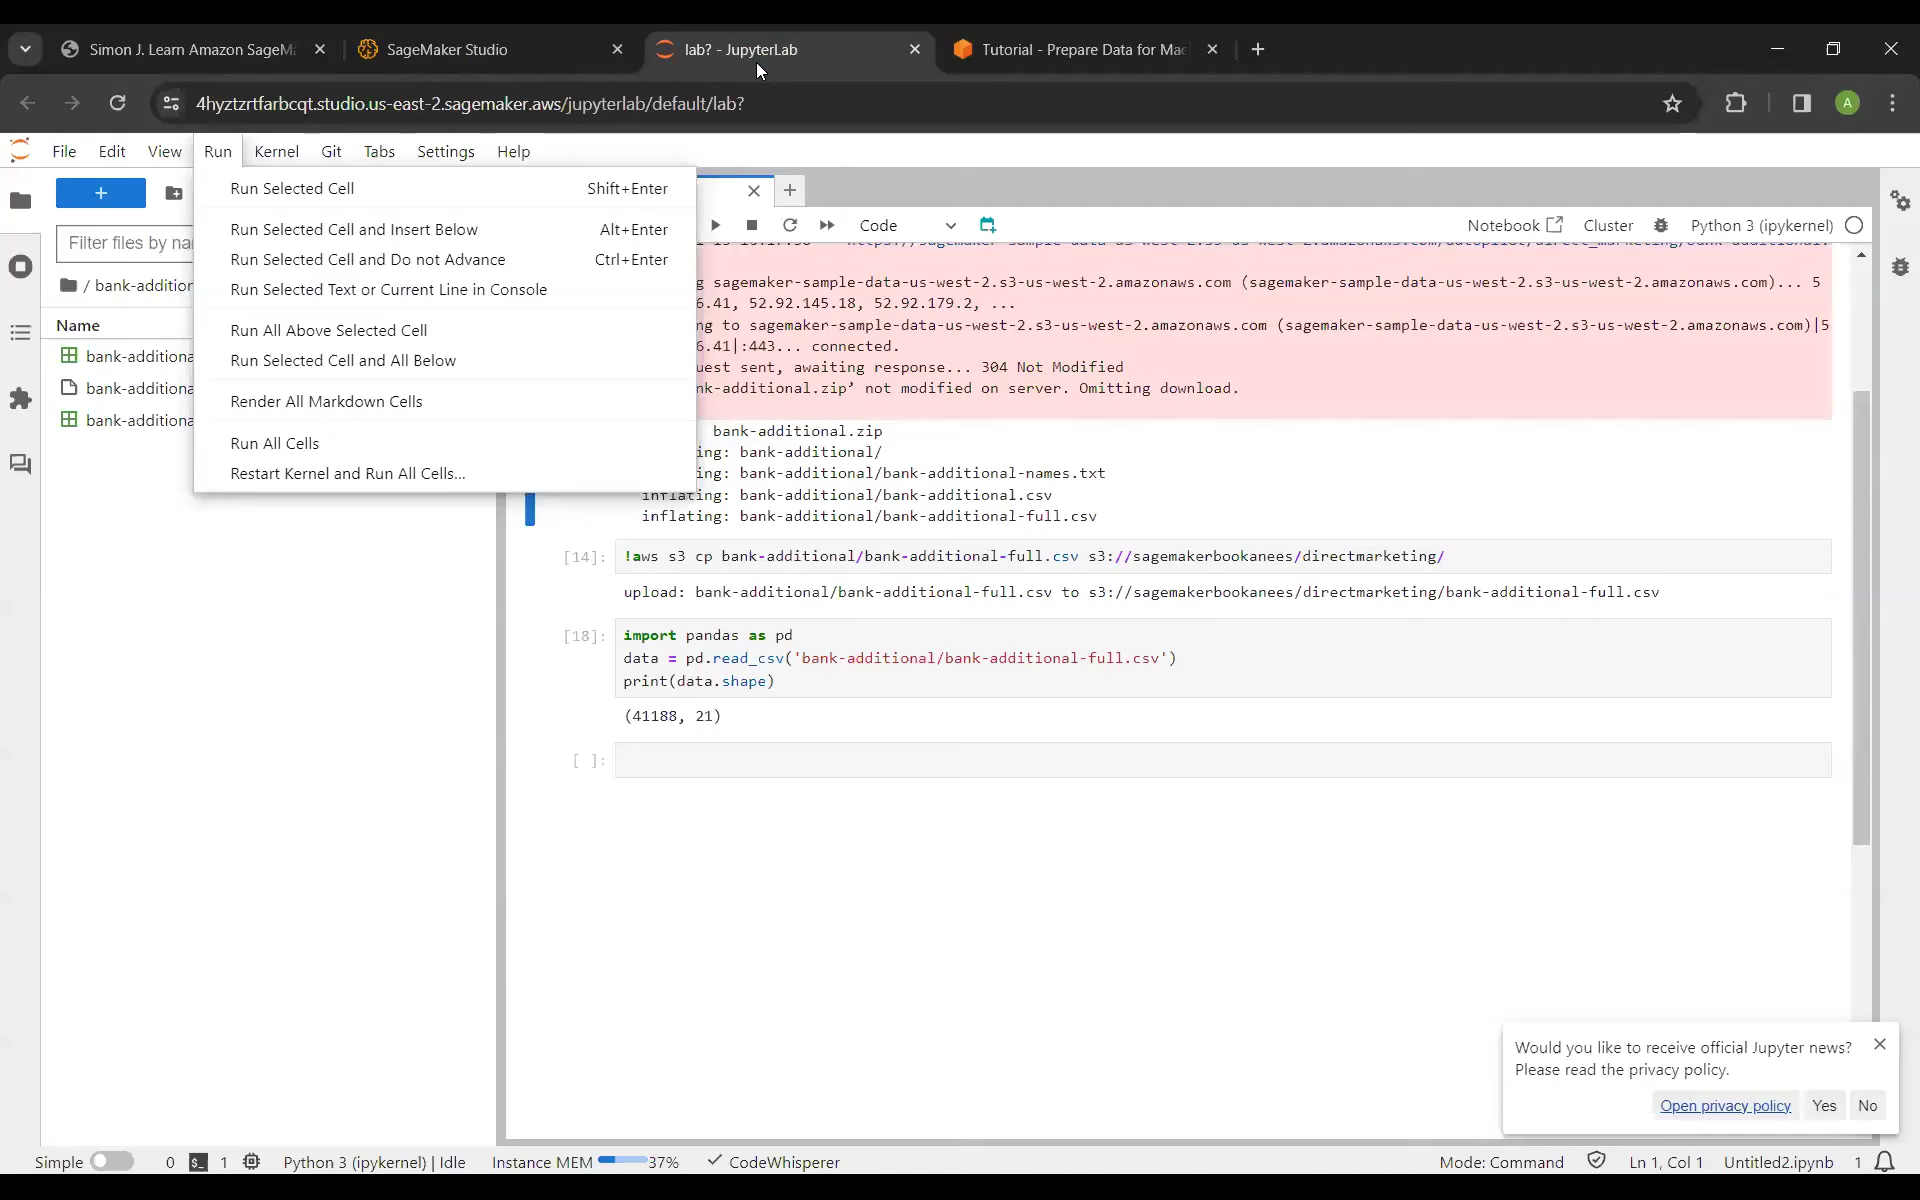 Simon J. Learn Amazon SageM
SageMaker Studio
lab? - JupyterLab
Tutorial - Prepare Data for Mac
4hyztzrtfarbcqt.studio.us-east-2.sagemaker.aws/jupyterlab/default/lab?
A
File Edit View Run Kernel Git Tabs Settings Help
Run Selected Cell Shift+Enter
Run Selected Cell and Insert Below Alt+Enter
Run Selected Cell and Do not Advance Ctrl+Enter
Run Selected Text or Current Line in Console
Run All Above Selected Cell
Run Selected Cell and All Below
Render All Markdown Cells
Run All Cells
Restart Kernel and Run All Cells...
Filter files by na
/ bank-addition
Name
bank-additiona
bank-additiona
bank-additiona
Code
Notebook Cluster Python 3 (ipykernel)
g sagemaker-sample-data-us-west-2.s3-us-west-2.amazonaws.com (sagemaker-sample-data-us-west-2.s3-us-west-2.amazonaws.com)... 5
6.41, 52.92.145.18, 52.92.179.2, ...
ng to sagemaker-sample-data-us-west-2.s3-us-west-2.amazonaws.com (sagemaker-sample-data-us-west-2.s3-us-west-2.amazonaws.com)|5
6.41|:443... connected.
uest sent, awaiting response... 304 Not Modified
nk-additional.zip’ not modified on server. Omitting download.
bank-additional.zip
ing: bank-additional/
ing: bank-additional/bank-additional-names.txt
inflating: bank-additional/bank-additional.csv
inflating: bank-additional/bank-additional-full.csv
[14]: !aws s3 cp bank-additional/bank-additional-full.csv s3://sagemakerbookanees/directmarketing/
upload: bank-additional/bank-additional-full.csv to s3://sagemakerbookanees/directmarketing/bank-additional-full.csv
[18]: import pandas as pd
data = pd.read_csv('bank-additional/bank-additional-full.csv')
print(data.shape)
(41188, 21)
[ ]:
Would you like to receive official Jupyter news?
Please read the privacy policy.
Open privacy policy Yes No
Simple 0 1 Python 3 (ipykernel) | Idle Instance MEM 37% CodeWhisperer Mode: Command Ln 1, Col 1 Untitled2.ipynb 1